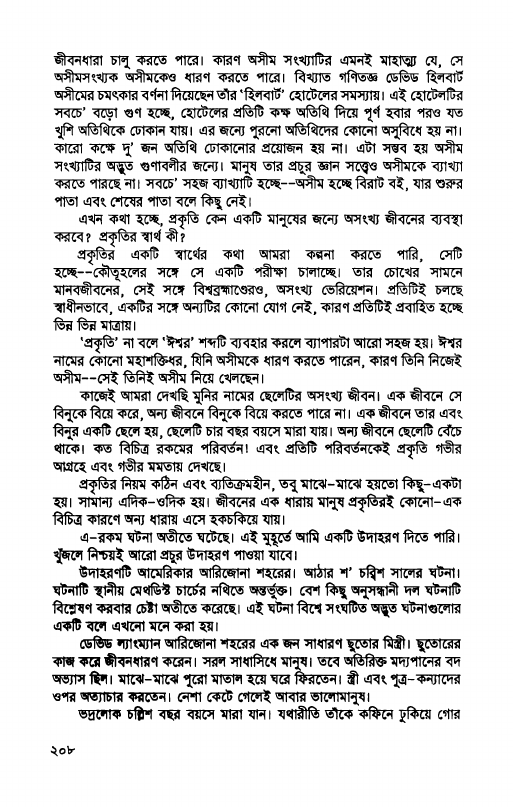 জীবনধারা চালু করতে পারে। কারণ অসীম সংখ্যাটির এমনই মাহাত্ম্য যে, সে
অসীমসংখ্যক অসীমকেও ধারণ করতে পারে। বিখ্যাত গণিতজ্ঞ ডেভিড হিলবার্ট
অসীমের চমৎকার বর্ণনা দিয়েছেন তাঁর ‘হিলবার্ট’ হোটেলের সমস্যায়। এই হোটেলটির
সবচে’ বড়ো গুণ হচ্ছে, হোটেলের প্রতিটি কক্ষ অতিথি দিয়ে পূর্ণ হবার পরও যত
খুশি অতিথিকে ঢোকান যায়। এর জন্যে পুরনো অতিথিদের কোনো অসুবিধে হয় না।
কারো কক্ষে দু’ জন অতিথি ঢোকানোর প্রয়োজন হয় না। এটা সম্ভব হয় অসীম
সংখ্যাটির অদ্ভুত গুণাবলীর জন্যে। মানুষ তার প্রচুর জ্ঞান সত্ত্বেও অসীমকে ব্যাখ্যা
করতে পারছে না। সবচে’ সহজ ব্যাখ্যাটি হচ্ছে--অসীম হচ্ছে বিরাট বই, যার শুরুর
পাতা এবং শেষের পাতা বলে কিছু নেই।
এখন কথা হচ্ছে, প্রকৃতি কেন একটি মানুষের জন্যে অসংখ্য জীবনের ব্যবস্থা
করবে? প্রকৃতির স্বার্থ কী?
প্রকৃতির একটি স্বার্থের কথা আমরা কল্পনা করতে পারি, সেটি
হচ্ছে--কৌতূহলের সঙ্গে সে একটি পরীক্ষা চালাচ্ছে। তার চোখের সামনে
মানবজীবনের, সেই সঙ্গে বিশ্বব্রহ্মাণ্ডেরও, অসংখ্য ভেরিয়েশন। প্রতিটিই চলছে
স্বাধীনভাবে, একটির সঙ্গে অন্যটির কোনো যোগ নেই, কারণ প্রতিটিই প্রবাহিত হচ্ছে
ভিন্ন ভিন্ন মাত্রায়।
‘প্রকৃতি’ না বলে ‘ঈশ্বর’ শব্দটি ব্যবহার করলে ব্যাপারটা আরো সহজ হয়। ঈশ্বর
নামের কোনো মহাশক্তিধর, যিনি অসীমকে ধারণ করতে পারেন, কারণ তিনি নিজেই
অসীম--সেই তিনিই অসীম নিয়ে খেলছেন।
কাজেই আমরা দেখছি মুনির নামের ছেলেটির অসংখ্য জীবন। এক জীবনে সে
বিনুকে বিয়ে করে, অন্য জীবনে বিনুকে বিয়ে করতে পারে না। এক জীবনে তার এবং
বিনুর একটি ছেলে হয়, ছেলেটি চার বছর বয়সে মারা যায়। অন্য জীবনে ছেলেটি বেঁচে
থাকে। কত বিচিত্র রকমের পরিবর্তন! এবং প্রতিটি পরিবর্তনকেই প্রকৃতি গভীর
আগ্রহে এবং গভীর মমতায় দেখছে।
প্রকৃতির নিয়ম কঠিন এবং ব্যতিক্রমহীন, তবু মাঝে-মাঝে হয়তো কিছু-একটা
হয়। সামান্য এদিক-ওদিক হয়। জীবনের এক ধারায় মানুষ প্রকৃতিরই কোনো-এক
বিচিত্র কারণে অন্য ধারায় এসে হকচকিয়ে যায়।
এ-রকম ঘটনা অতীতে ঘটেছে। এই মুহূর্তে আমি একটি উদাহরণ দিতে পারি।
খুঁজলে নিশ্চয়ই আরো প্রচুর উদাহরণ পাওয়া যাবে।
উদাহরণটি আমেরিকার আরিজোনা শহরের। আঠার শ’ চব্বিশ সালের ঘটনা।
ঘটনাটি স্থানীয় মেথডিস্ট চার্চের নথিতে অন্তর্ভুক্ত। বেশ কিছু অনুসন্ধানী দল ঘটনাটি
বিশ্লেষণ করবার চেষ্টা অতীতে করেছে। এই ঘটনা বিশ্বে সংঘটিত অদ্ভুত ঘটনাগুলোর
একটি বলে এখনো মনে করা হয়।
ডেভিড ল্যাংম্যান আরিজোনা শহরের এক জন সাধারণ ছুতোর মিস্ত্রী। ছুতোরের
কাজ করে জীবনধারণ করেন। সরল সাধাসিধে মানুষ। তবে অতিরিক্ত মদ্যপানের বদ
অভ্যাস ছিল। মাঝে-মাঝে পুরো মাতাল হয়ে ঘরে ফিরতেন। স্ত্রী এবং পুত্র-কন্যাদের
ওপর অত্যাচার করতেন। নেশা কেটে গেলেই আবার ভালোমানুষ।
ভদ্রলোক চল্লিশ বছর বয়সে মারা যান। যথারীতি তাঁকে কফিনে ঢুকিয়ে গোর
২০৮